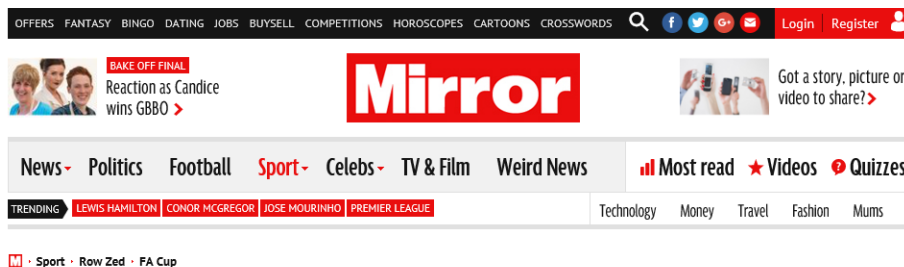 OFFERS FANTASY BINGO DATING JOBS BUYSELL COMPETITIONS HOROSCOPES CARTOONS CROSSWORDS Login Register
BAKE OFF FINAL
Reaction as Candice
wins GBBO
Mirror
Got a story, picture or
video to share?
News Politics Football Sport Celebs TV & Film Weird News Most read Videos Quizzes
TRENDING LEWIS HAMILTON CONOR MCGREGOR JOSE MOURINHO PREMIER LEAGUE Technology Money Travel Fashion Mums
M · Sport · Row Zed · FA Cup